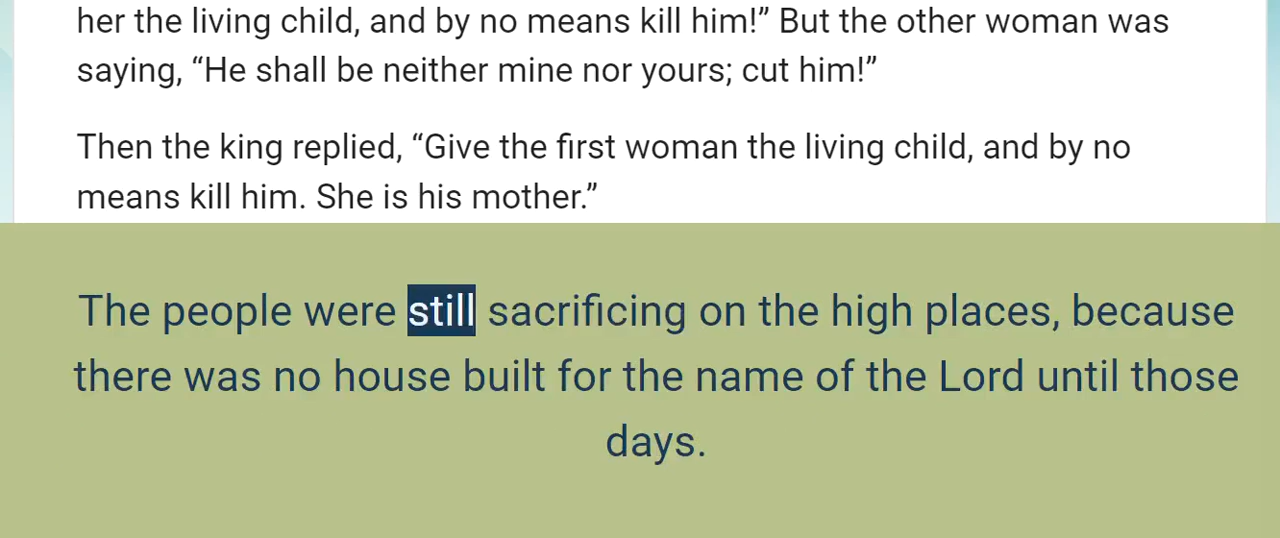 her the living child, and by no means kill him!” But the other woman was
saying, “He shall be neither mine nor yours; cut him!”
Then the king replied, “Give the first woman the living child, and by no
means kill him. She is his mother.”
The people were still sacrificing on the high places, because
there was no house built for the name of the Lord until those
days.